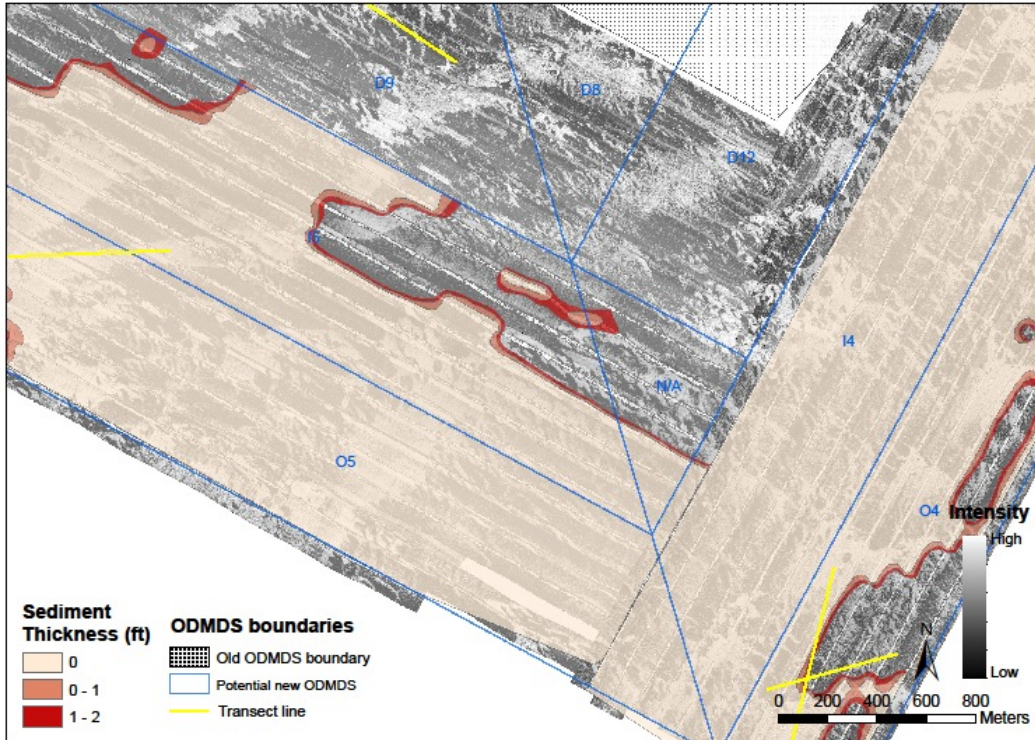 D9
D8
D12
I4
N/A
O5
O4
Intensity
High
Low
N
Sediment
Thickness (ft)
0
0 - 1
1 - 2
ODMDS boundaries
Old ODMDS boundary
Potential new ODMDS
Transect line
0 200 400 600 800
Meters